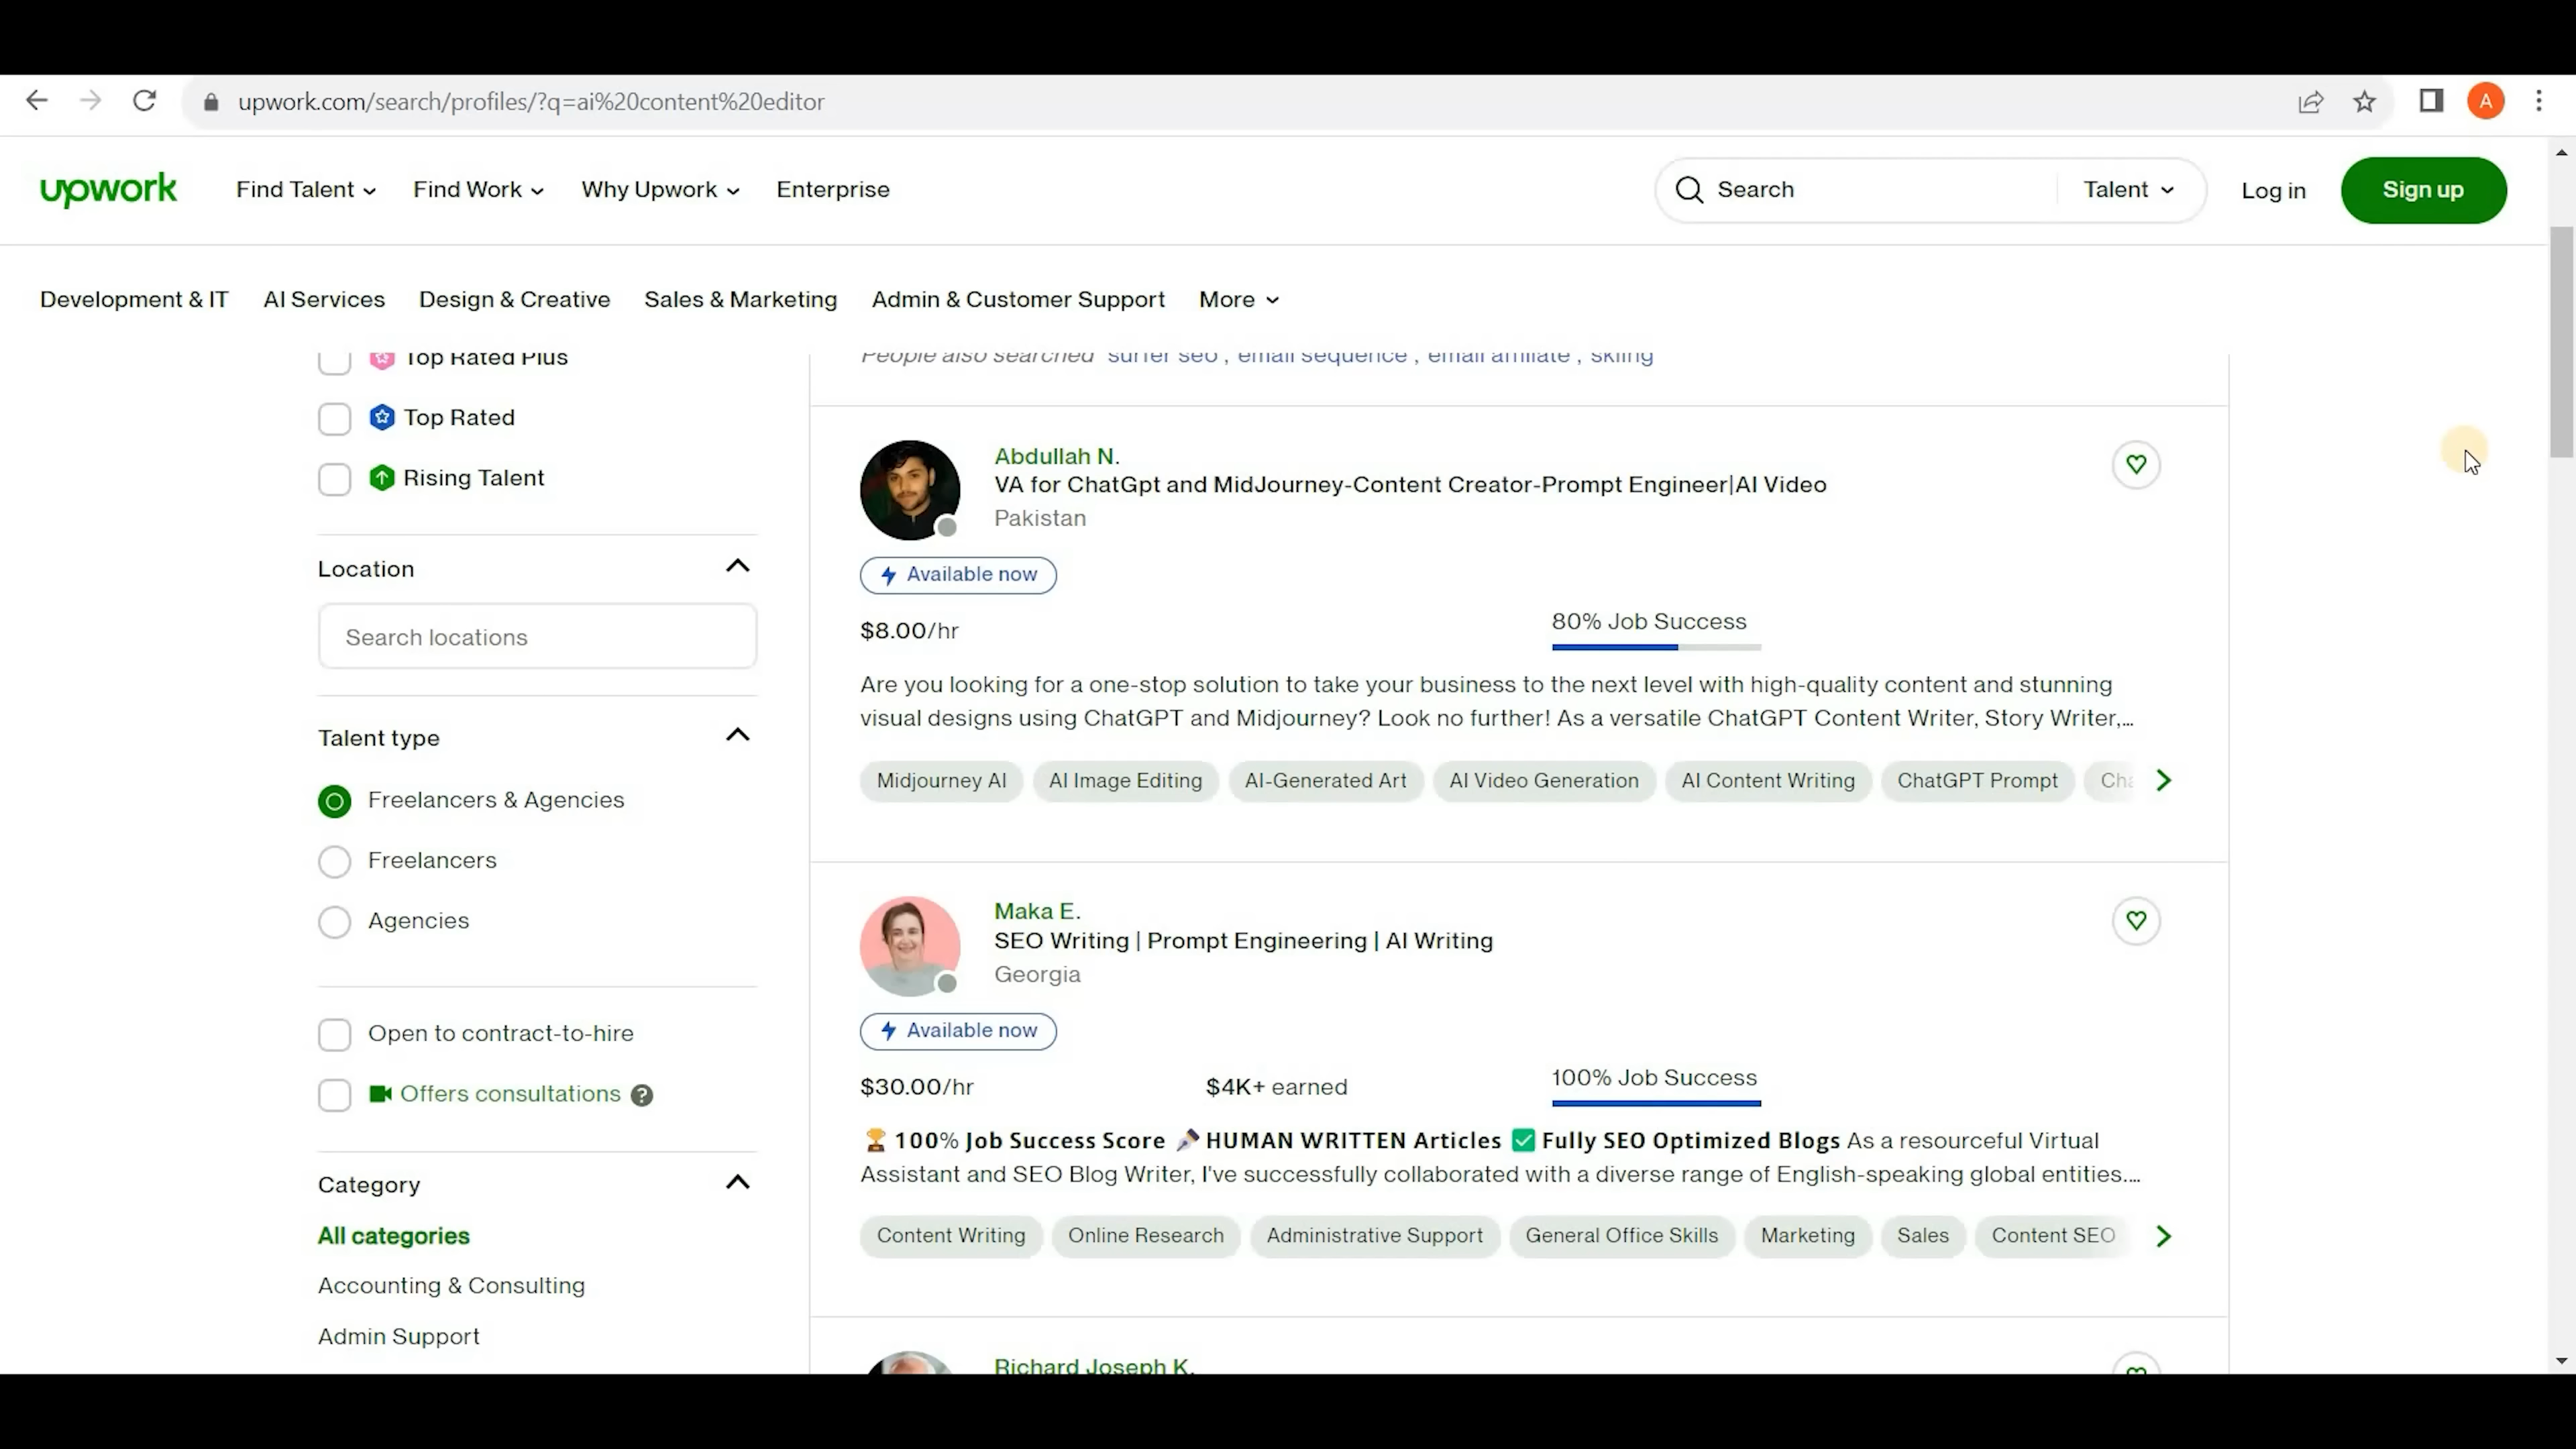 upwork.com/search/profiles/?q=ai%20content%20editor
A
upwork
Find Talent
Find Work
Why Upwork
Enterprise
Search
Talent
Log in
Sign up
Development & IT
AI Services
Design & Creative
Sales & Marketing
Admin & Customer Support
More
Top Rated Plus
Top Rated
Rising Talent
Location
Search locations
Talent type
Freelancers & Agencies
Freelancers
Agencies
Open to contract-to-hire
Offers consultations ?
Category
All categories
Accounting & Consulting
Admin Support
People also searched surfer seo , email sequence , email affiliate , skiing
Abdullah N.
VA for ChatGpt and MidJourney-Content Creator-Prompt Engineer|AI Video
Pakistan
Available now
$8.00/hr
80% Job Success
Are you looking for a one-stop solution to take your business to the next level with high-quality content and stunning
visual designs using ChatGPT and Midjourney? Look no further! As a versatile ChatGPT Content Writer, Story Writer,...
Midjourney AI
AI Image Editing
AI-Generated Art
AI Video Generation
AI Content Writing
ChatGPT Prompt
Maka E.
SEO Writing | Prompt Engineering | AI Writing
Georgia
Available now
$30.00/hr
$4K+ earned
100% Job Success
🏆 100% Job Success Score ✒️ HUMAN WRITTEN Articles ✅ Fully SEO Optimized Blogs As a resourceful Virtual
Assistant and SEO Blog Writer, I've successfully collaborated with a diverse range of English-speaking global entities....
Content Writing
Online Research
Administrative Support
General Office Skills
Marketing
Sales
Content SEO
Richard Joseph K.